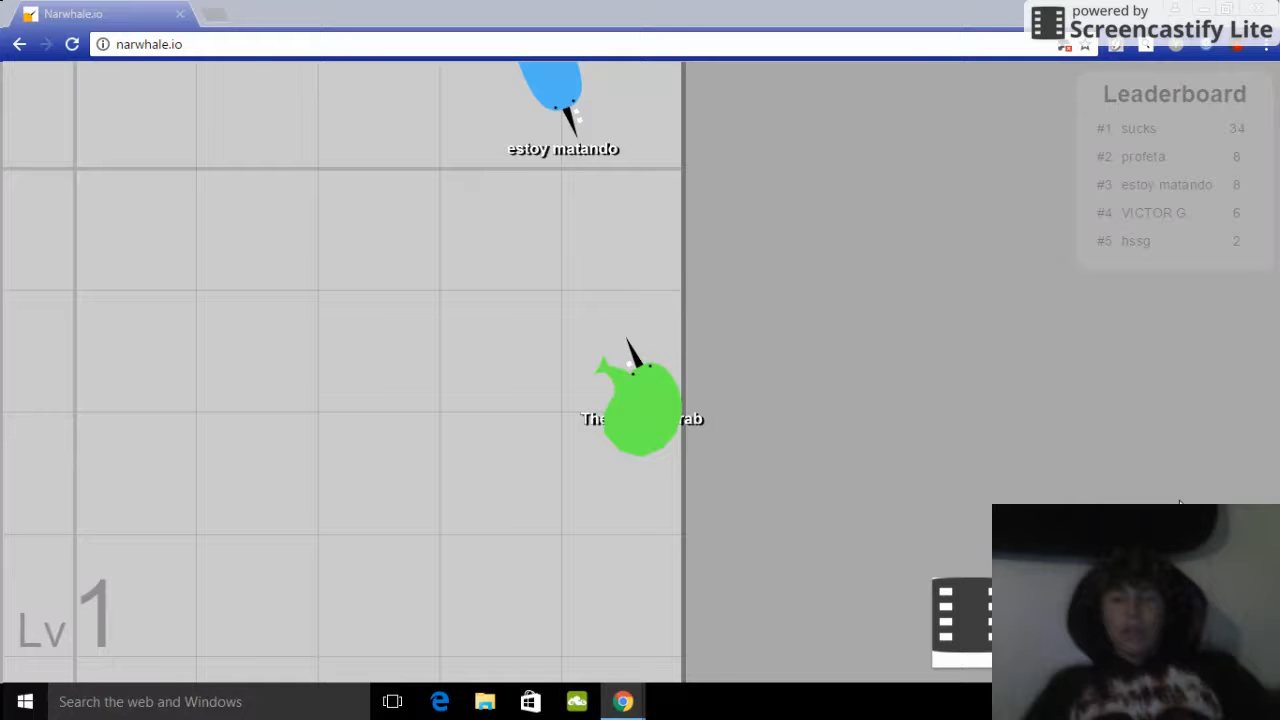 Narwhale.io
powered by
Screencastify Lite
narwhale.io
Leaderboard
#1 sucks 34
#2 profeta 8
#3 estoy matando 8
#4 VICTOR G. 6
#5 hssg 2
estoy matando
The rab
Lv 1
Search the web and Windows